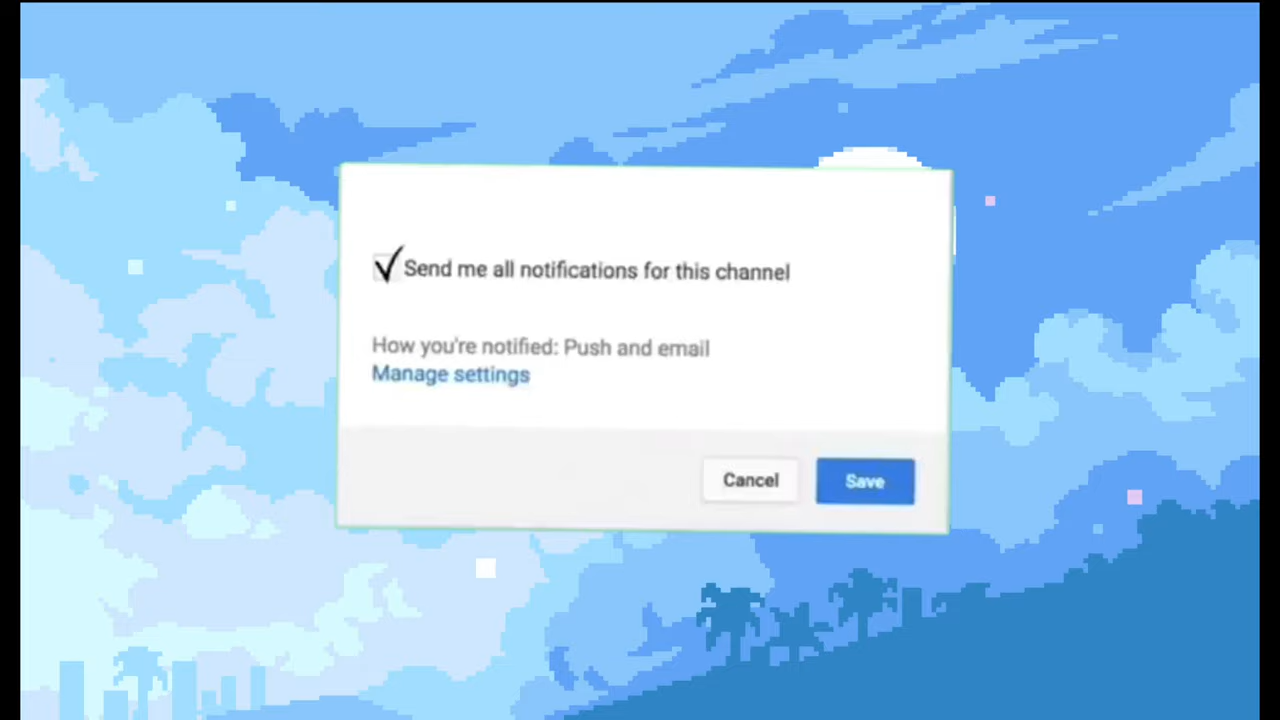 Send me all notifications for this channel
How you're notified: Push and email
Manage settings
Cancel
Save